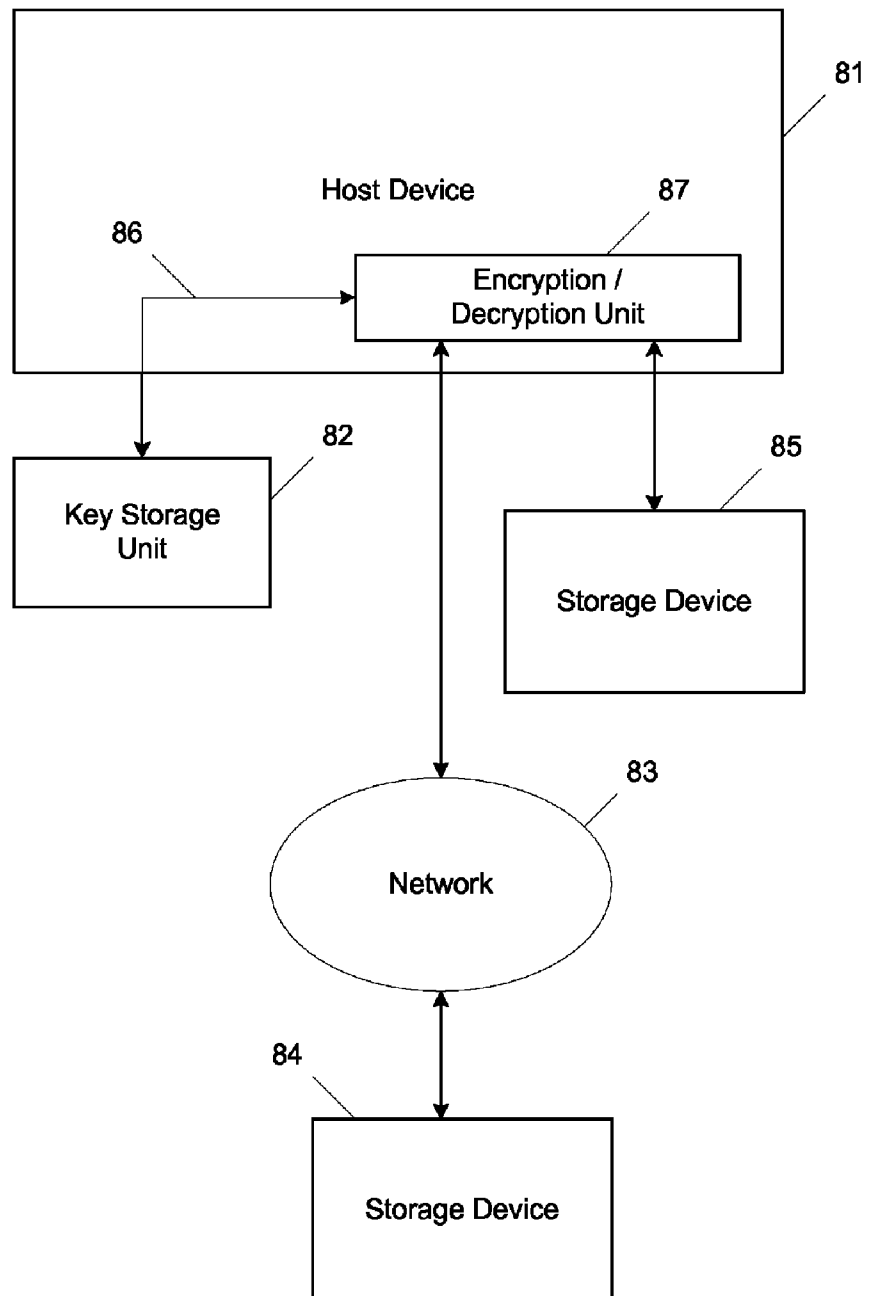 81
Host Device
87
86
Encryption /
Decryption Unit
82
Key Storage
Unit
85
Storage Device
83
Network
84
Storage Device